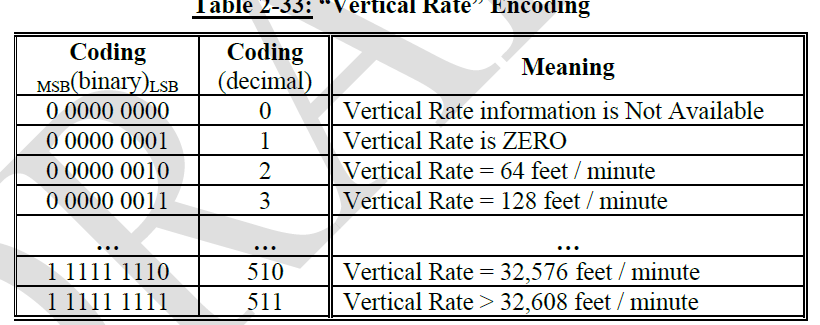 Table 2-33: "Vertical Rate" Encoding
Coding Coding Meaning
MSB(binary)LSB (decimal)
0 0000 0000 0 Vertical Rate information is Not Available
0 0000 0001 1 Vertical Rate is ZERO
0 0000 0010 2 Vertical Rate = 64 feet / minute
0 0000 0011 3 Vertical Rate = 128 feet / minute
… … …
1 1111 1110 510 Vertical Rate = 32,576 feet / minute
1 1111 1111 511 Vertical Rate > 32,608 feet / minute